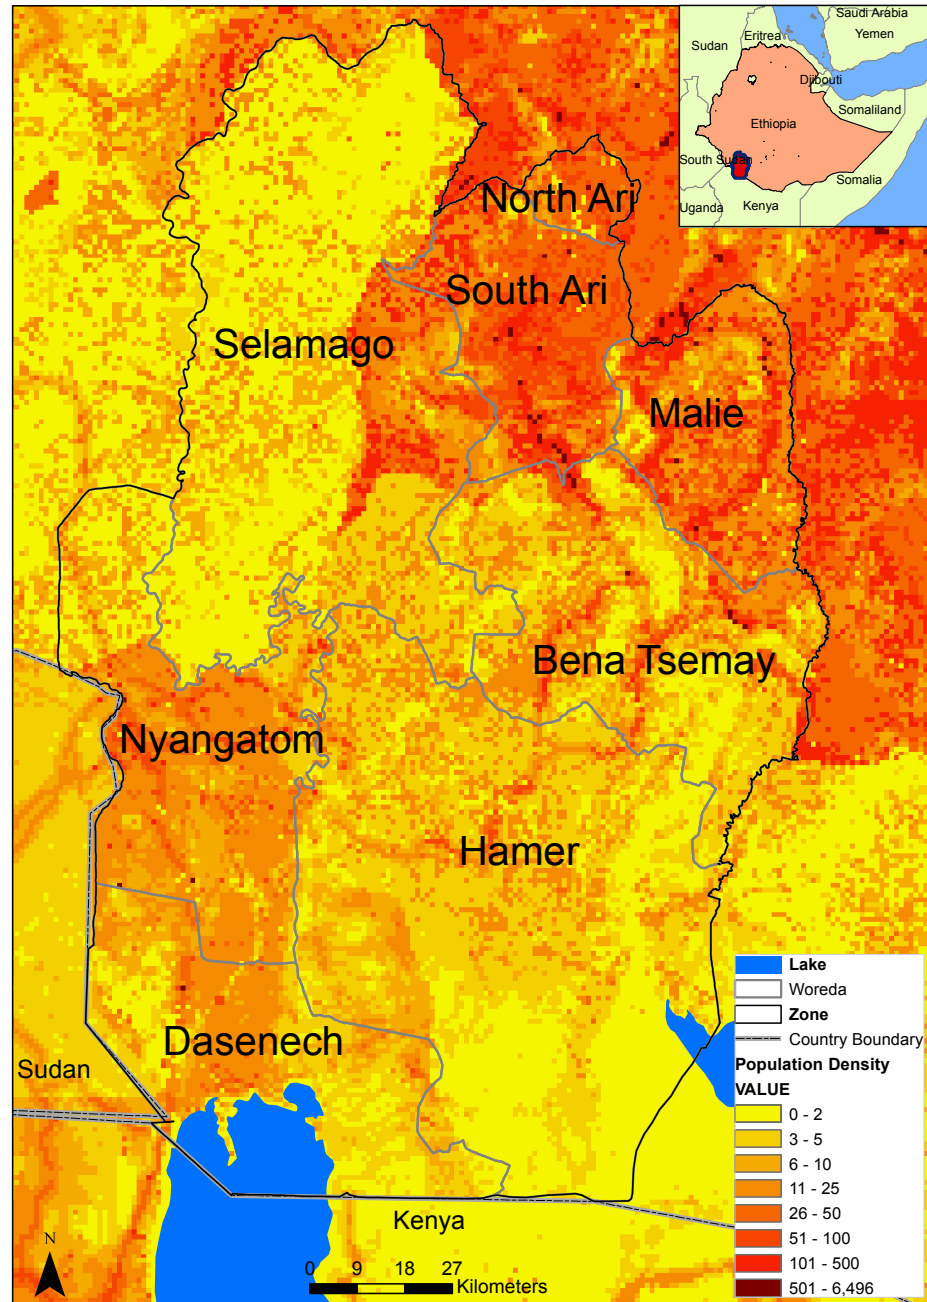 Saudi Arabia
Sudan
Eritrea
Yemen
Djibouti
Somaliland
Ethiopia
South Sudan
Somalia
Uganda
Kenya
North Ari
South Ari
Selamago
Malie
Bena Tsemay
Nyangatom
Hamer
Dasenech
Sudan
Kenya
N
0 9 18 27
Kilometers
Lake
Woreda
Zone
Country Boundary
Population Density
VALUE
0 - 2
3 - 5
6 - 10
11 - 25
26 - 50
51 - 100
101 - 500
501 - 6,496